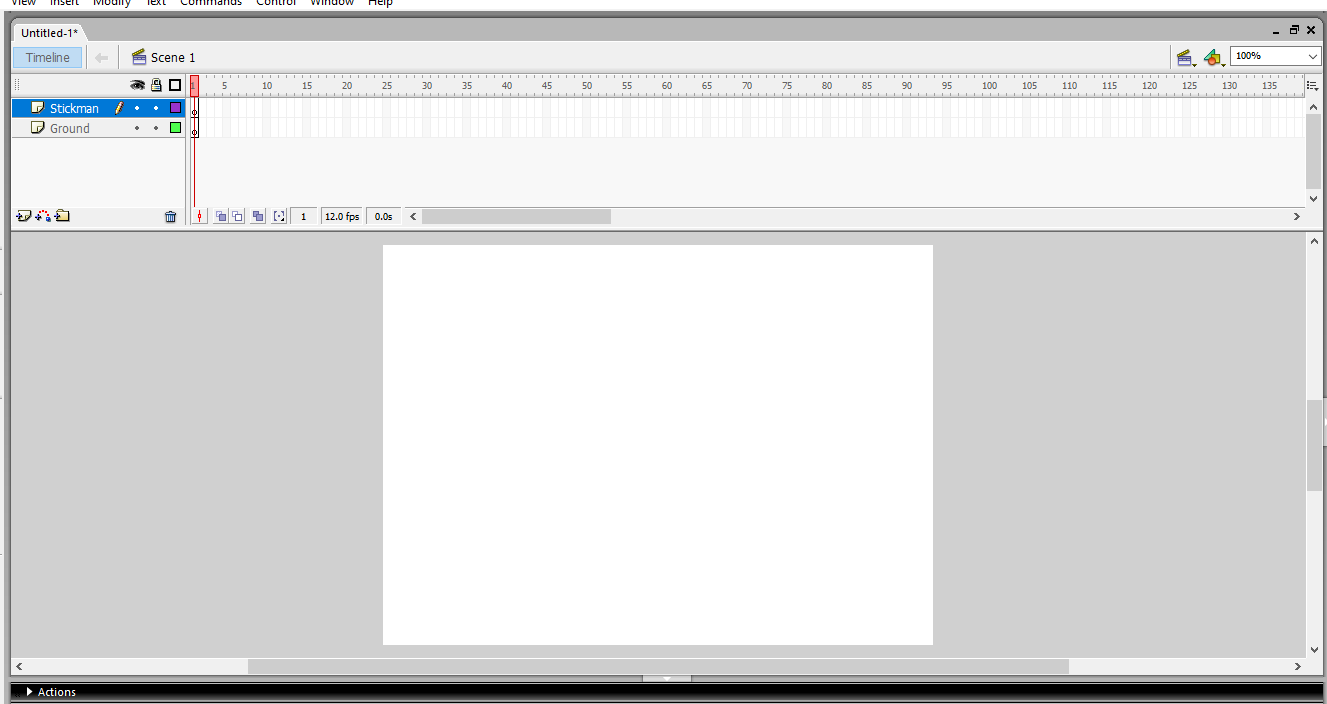 View Insert Modify Text Commands Control Window Help
Untitled-1*
Timeline Scene 1 100%
1 5 10 15 20 25 30 35 40 45 50 55 60 65 70 75 80 85 90 95 100 105 110 115 120 125 130 135
Stickman
Ground
1 12.0 fps 0.0s
Actions